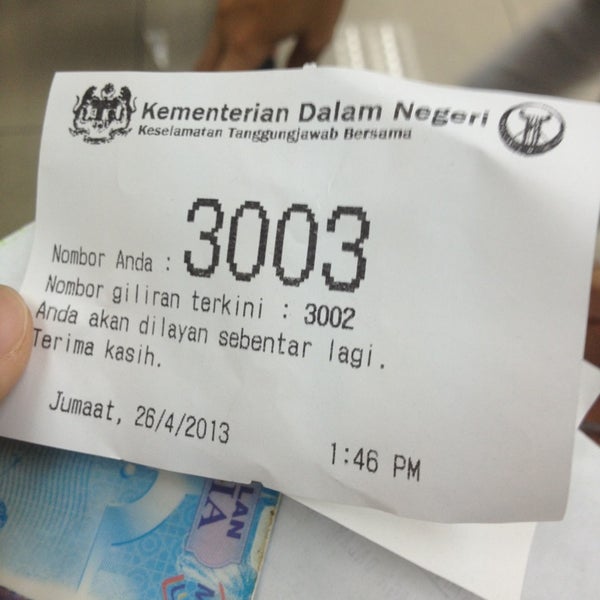 Kementerian Dalam Negeri
Keselamatan Tanggungjawab Bersama
Nombor Anda : 3003
Nombor giliran terkini : 3002
Anda akan dilayan sebentar lagi.
Terima kasih.
Jumaat, 26/4/2013
1:46 PM